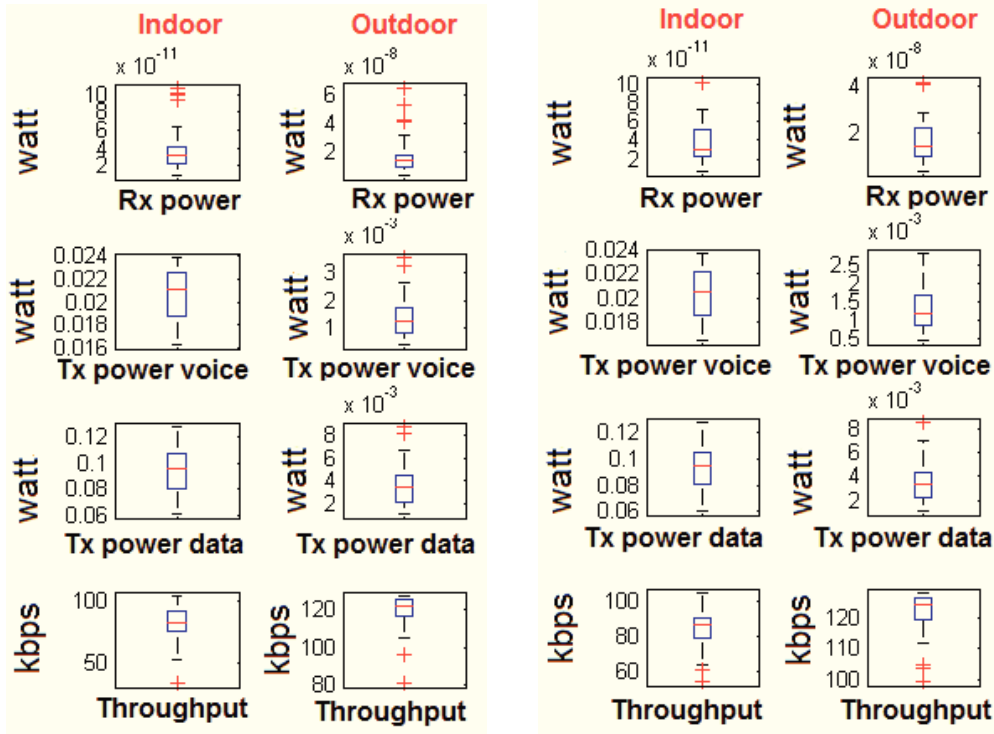 Indoor
Outdoor
x 10^-11
watt
10
8
6
4
2
Rx power
x 10^-8
watt
6
4
2
Rx power
watt
0.024
0.022
0.02
0.018
0.016
Tx power voice
x 10^-3
watt
3
2
1
Tx power voice
watt
0.12
0.1
0.08
0.06
Tx power data
x 10^-3
watt
8
6
4
2
Tx power data
kbps
100
50
Throughput
kbps
120
100
80
Throughput
Indoor
Outdoor
x 10^-11
watt
10
8
6
4
2
Rx power
x 10^-8
watt
4
2
Rx power
watt
0.024
0.022
0.02
0.018
Tx power voice
x 10^-3
watt
2.5
2
1.5
1
0.5
Tx power voice
watt
0.12
0.1
0.08
0.06
Tx power data
x 10^-3
watt
8
6
4
2
Tx power data
kbps
100
80
60
Throughput
kbps
120
110
100
Throughput